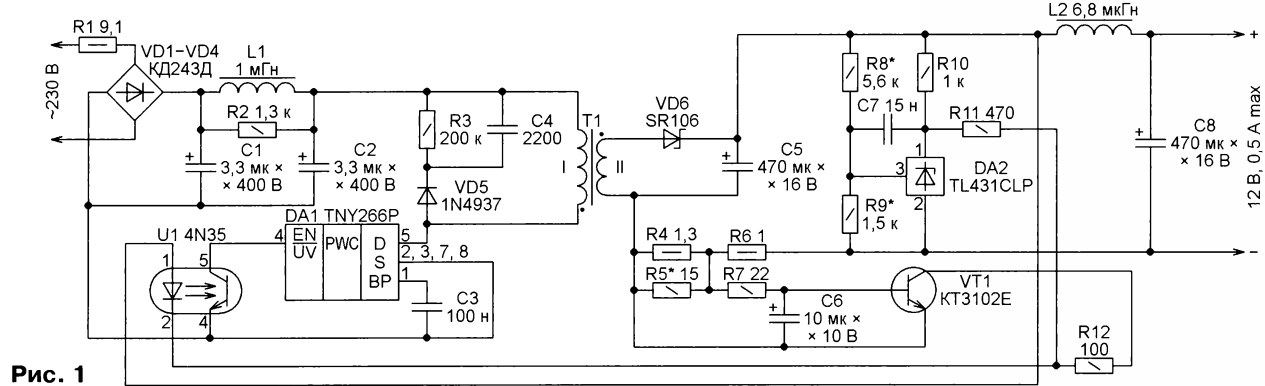 L2 6,8 мкГн
R1 9,1
VD1–VD4
КД243Д
L1
1 мГн
~230 В
R2 1,3 к
C1
3,3 мк ×
× 400 В
C2
3,3 мк ×
× 400 В
R3
200 к
C4
2200
VD5
1N4937
T1
I
II
VD6
SR106
C5
470 мк ×
× 16 В
R8*
5,6 к
R10
1 к
C7 15 н
R11 470
1
3
2
DA2
TL431CLP
R9*
1,5 к
C8
470 мк ×
× 16 В
+
12 В, 0,5 А max
–
DA1 TNY266P
4
EN
UV
PWC
D
S
BP
5
2, 3, 7, 8
1
C3
100 н
U1 4N35
1
5
2
4
R4 1,3
R6 1
R5* 15
R7 22
C6
10 мк ×
× 10 В
VT1
КТ3102Е
R12
100
Рис. 1